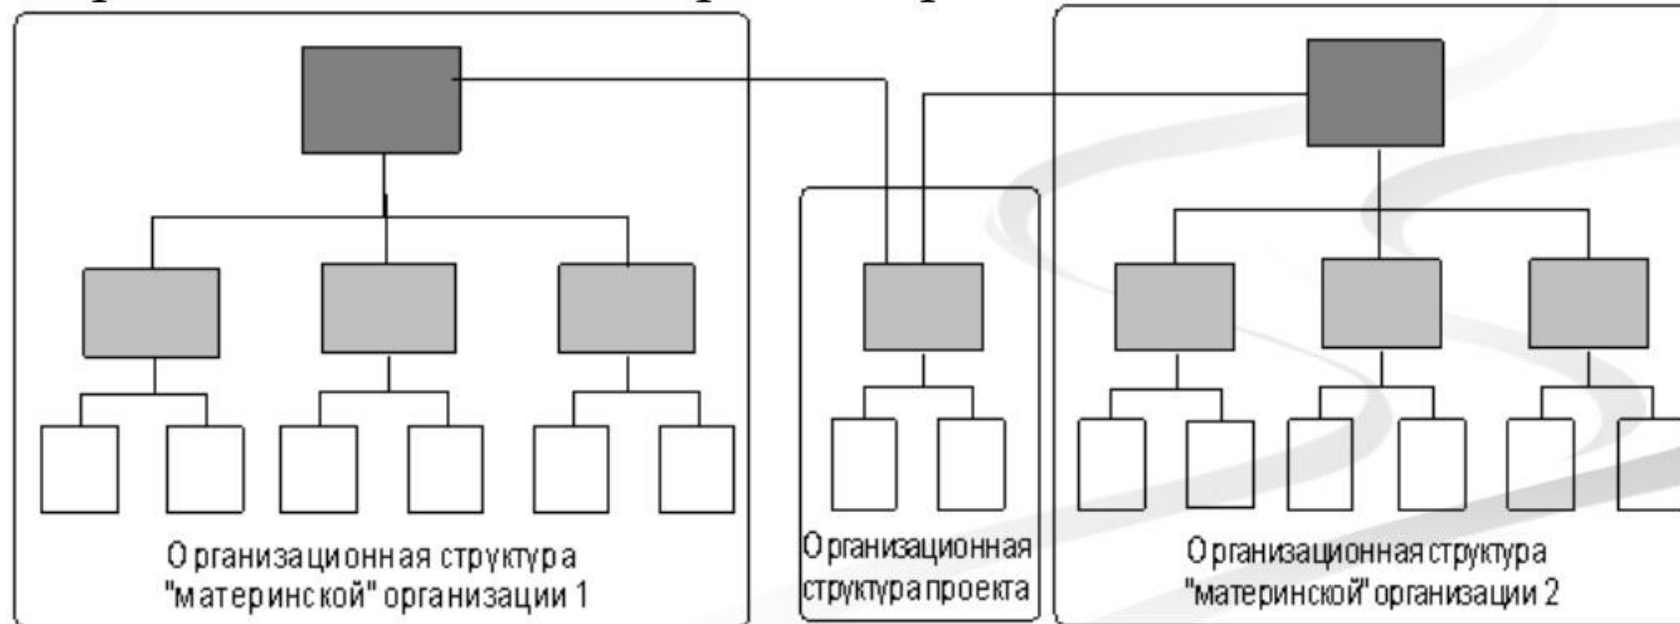 Организационная структура
"материнской" организации 1
Организационная
структура проекта
Организационная структура
"материнской" организации 2